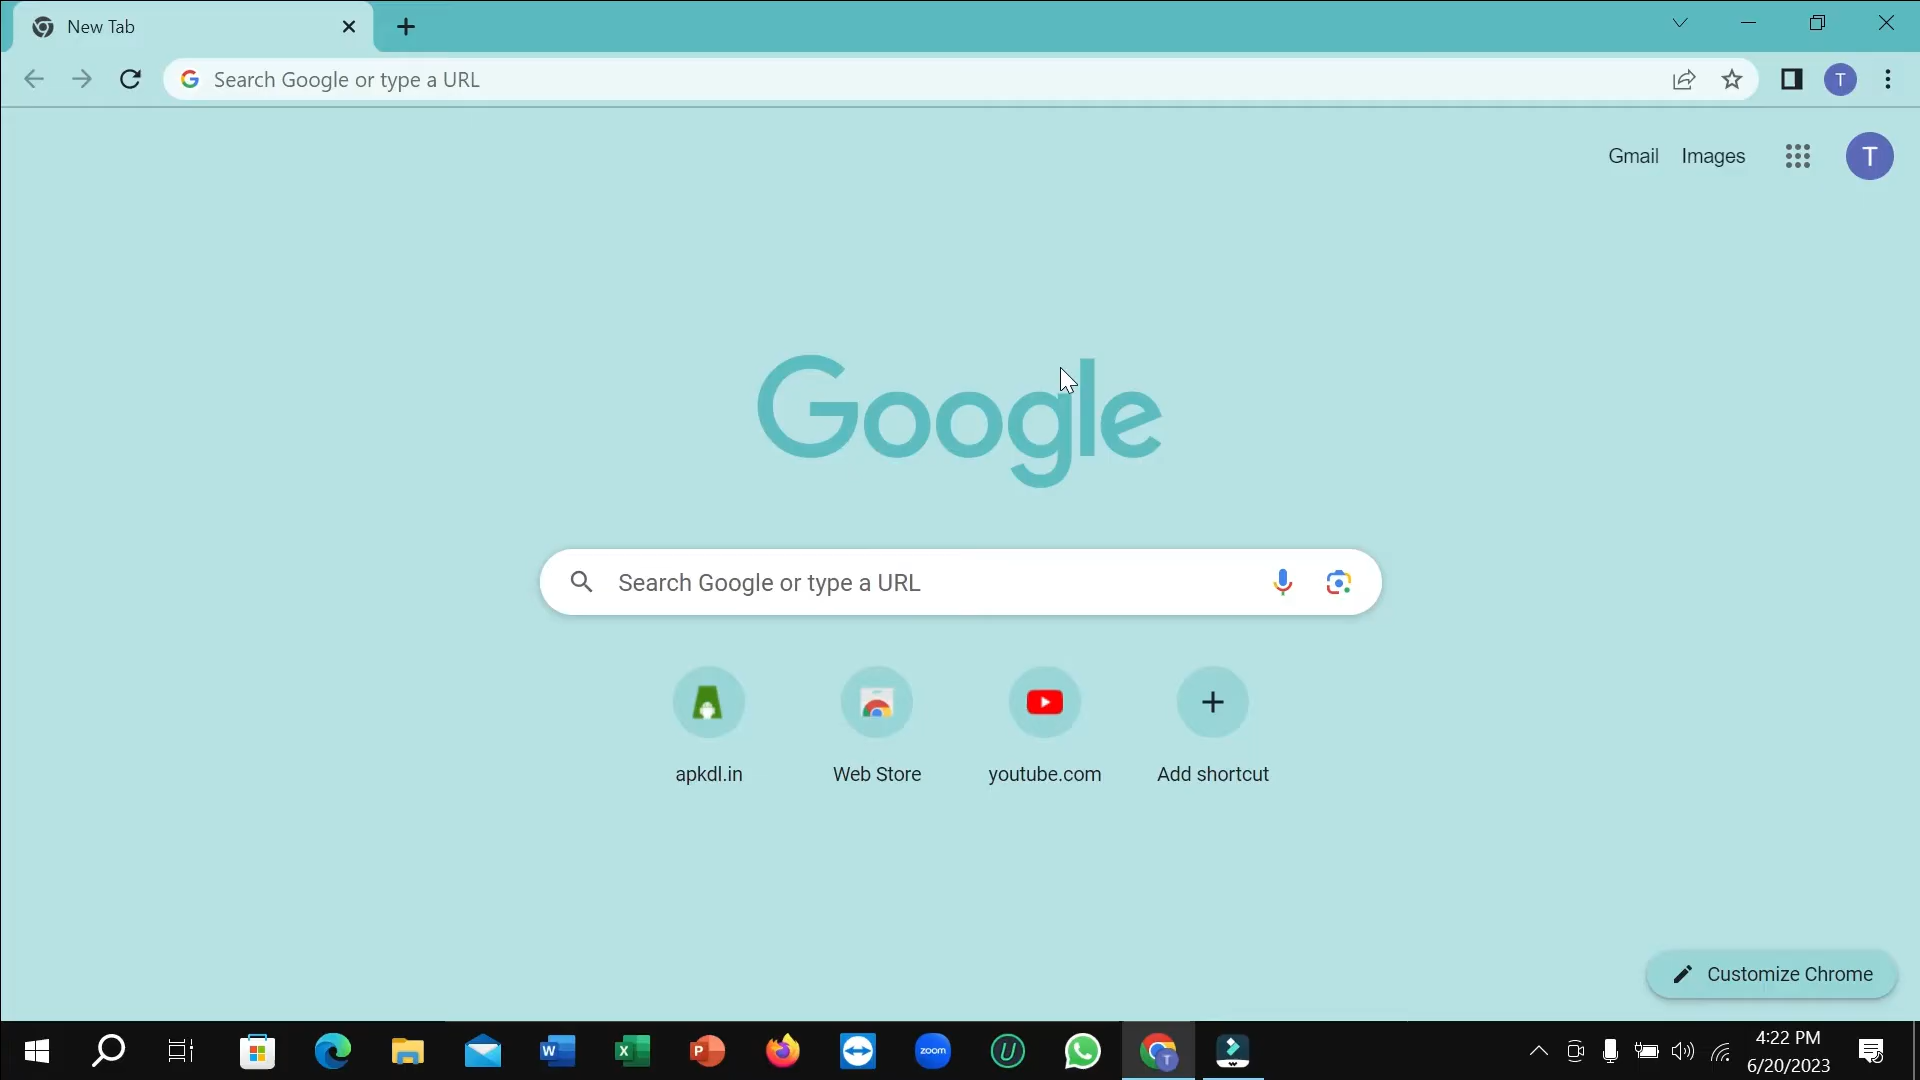 New Tab
Search Google or type a URL
T
Gmail Images T
Google
Search Google or type a URL
apkdl.in Web Store youtube.com Add shortcut
Customize Chrome
W X P zoom U T
4:22 PM
6/20/2023